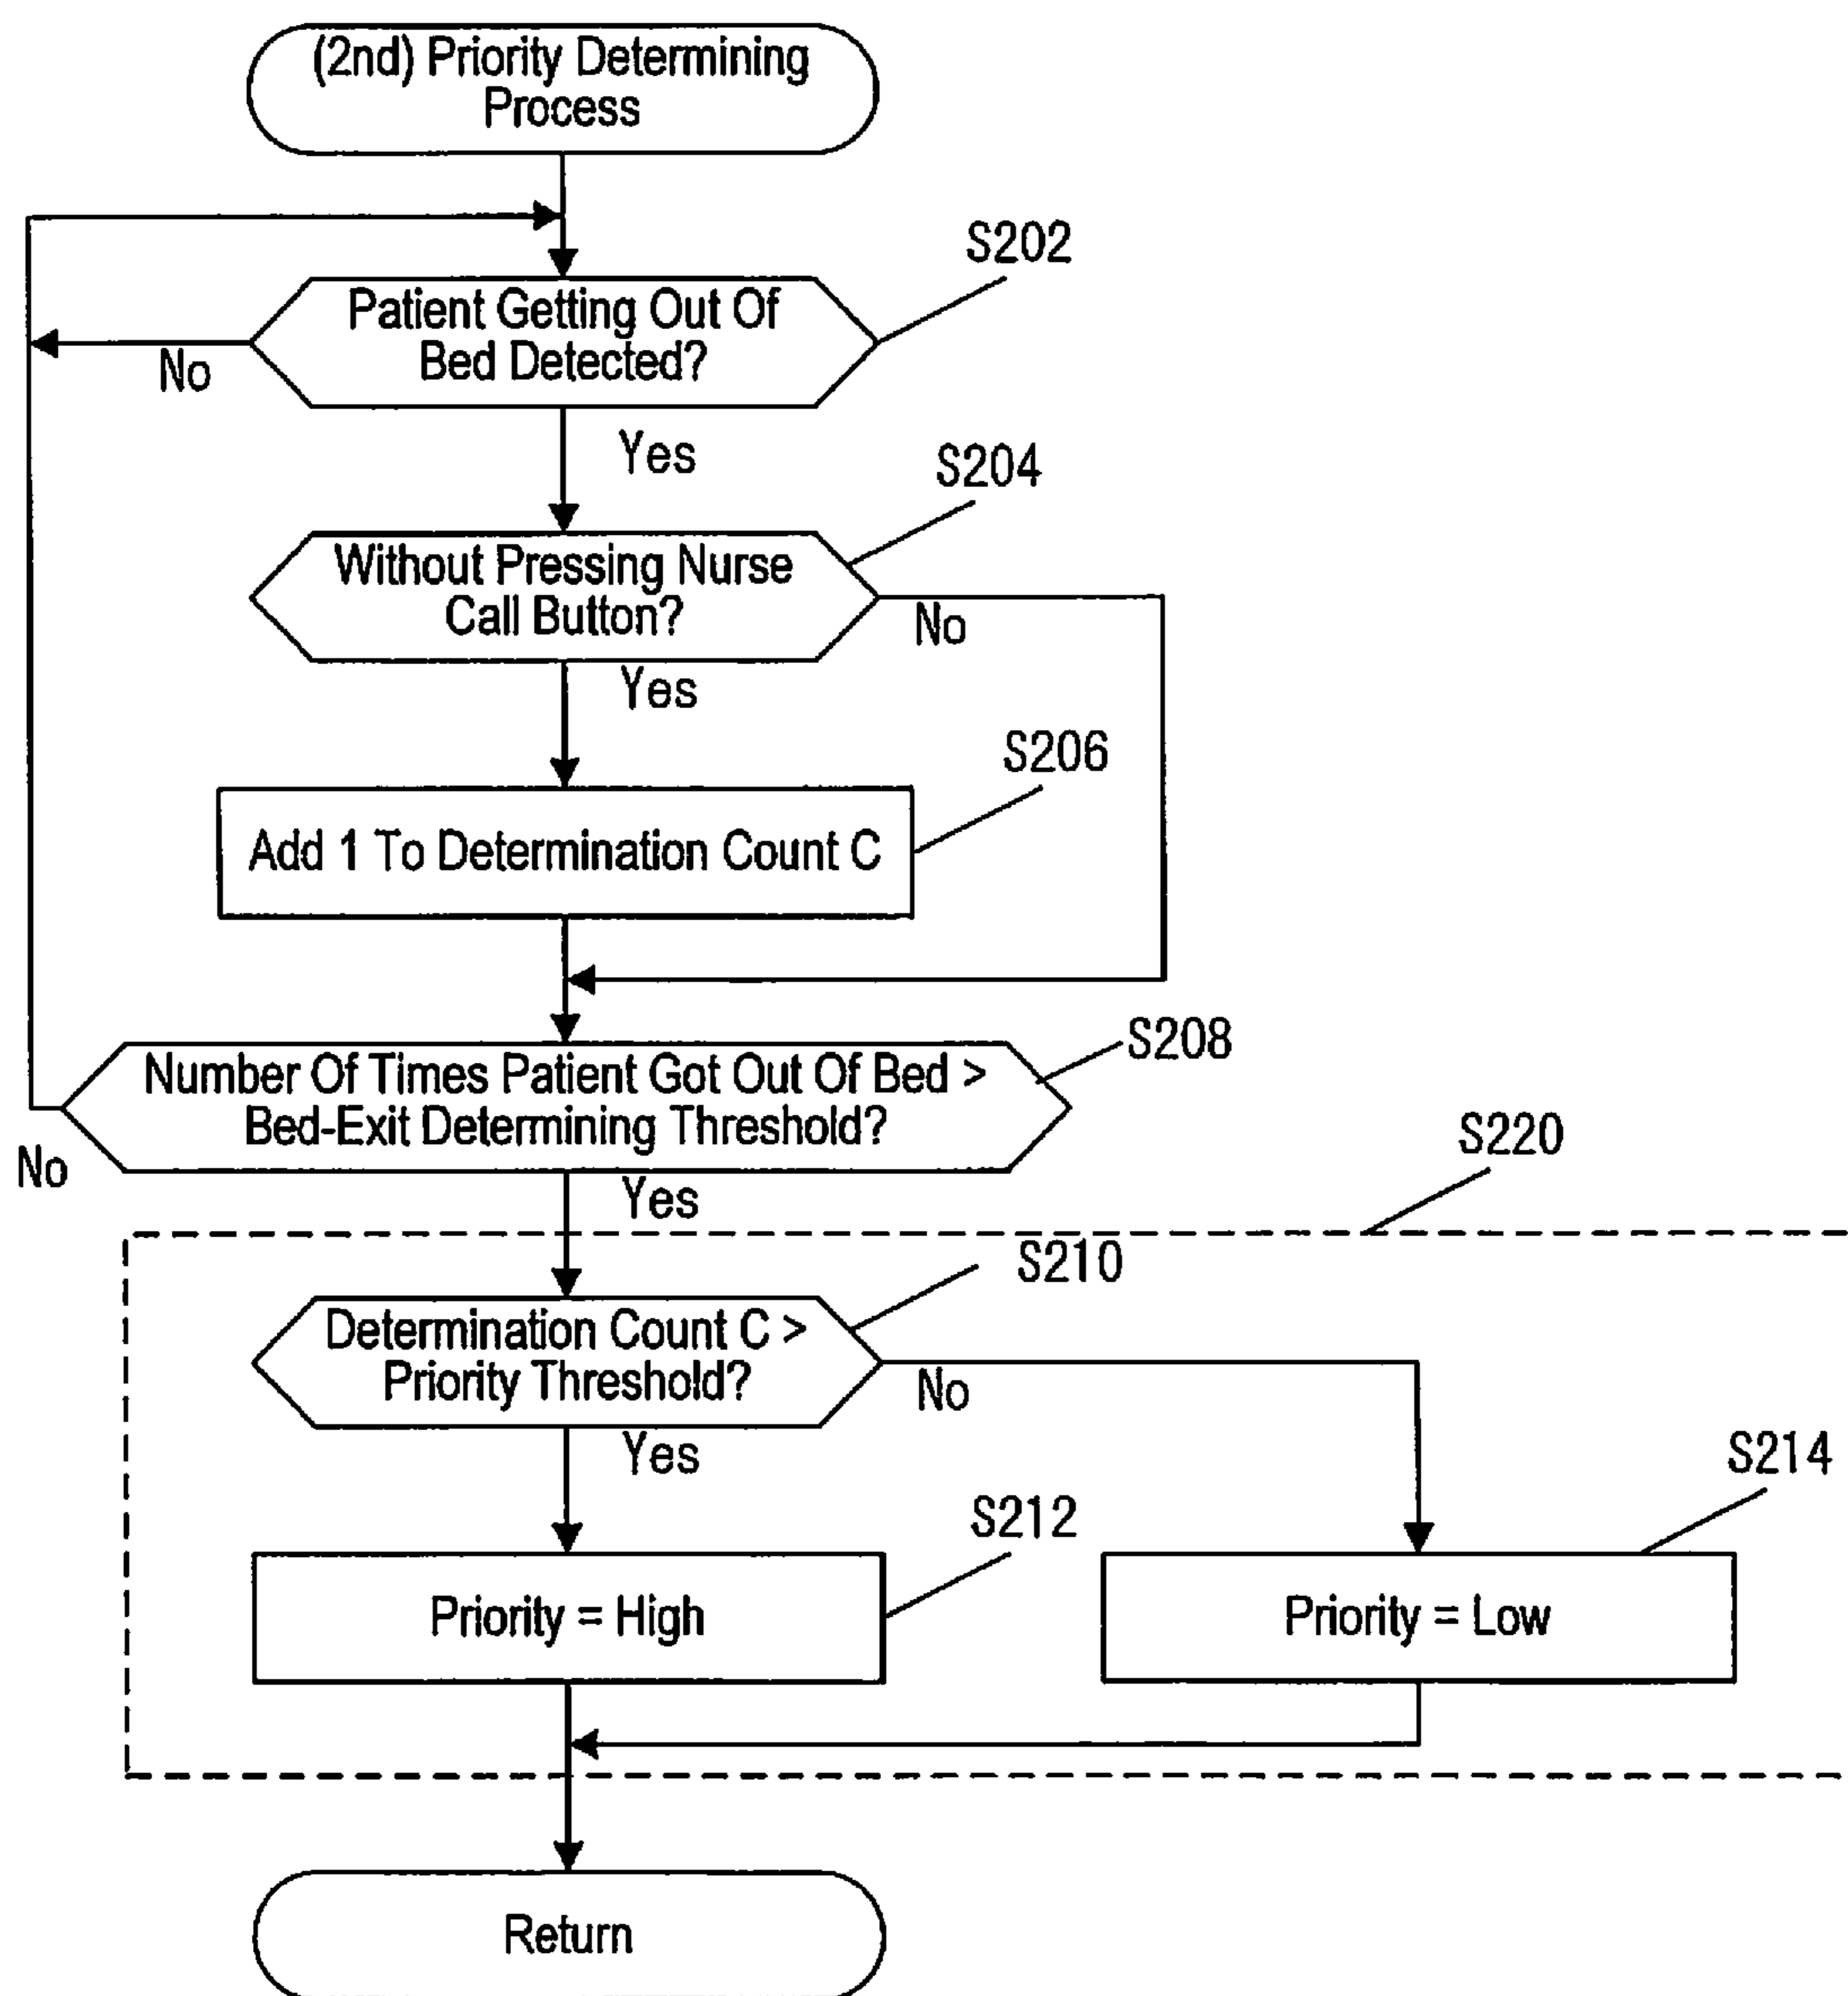 (2nd) Priority Determining
Process
S202
Patient Getting Out Of
Bed Detected?
No
Yes
S204
Without Pressing Nurse
Call Button?
No
Yes
S206
Add 1 To Determination Count C
S208
Number Of Times Patient Got Out Of Bed >
Bed-Exit Determining Threshold?
No
Yes
S220
S210
Determination Count C >
Priority Threshold?
No
Yes
S214
S212
Priority = High
Priority = Low
Return